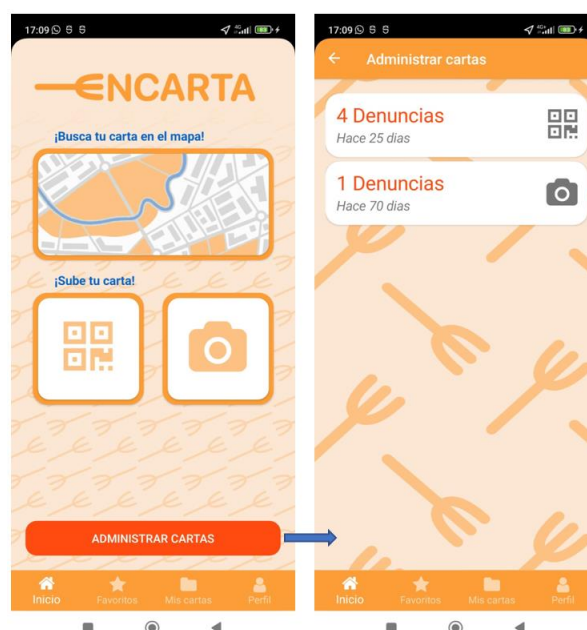 17:09
ENCARTA
¡Busca tu carta en el mapa!
¡Sube tu carta!
ADMINISTRAR CARTAS
Inicio
Favoritos
Mis cartas
Perfil
17:09
Administrar cartas
4 Denuncias
Hace 25 dias
1 Denuncias
Hace 70 dias
Inicio
Favoritos
Mis cartas
Perfil